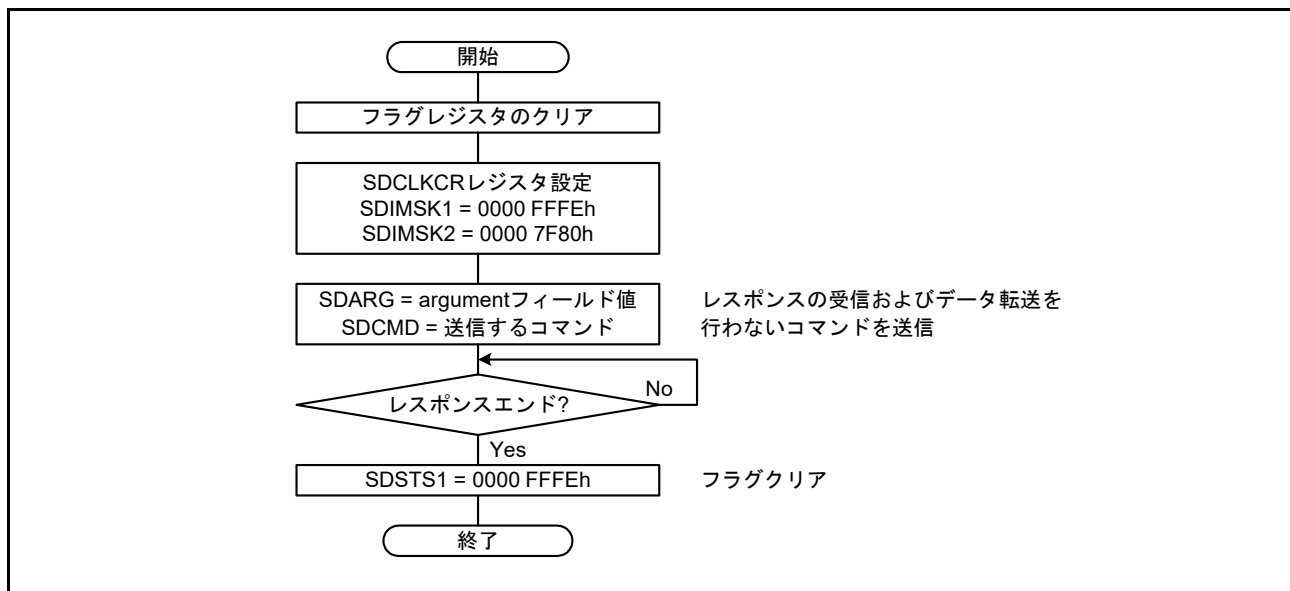 開始
フラグレジスタのクリア
SDCLKCRレジスタ設定
SDIMSK1 = 0000 FFFEh
SDIMSK2 = 0000 7F80h
SDARG = argumentフィールド値
SDCMD = 送信するコマンド
レスポンスの受信およびデータ転送を
行わないコマンドを送信
No
レスポンスエンド?
Yes
SDSTS1 = 0000 FFFEh
フラグクリア
終了